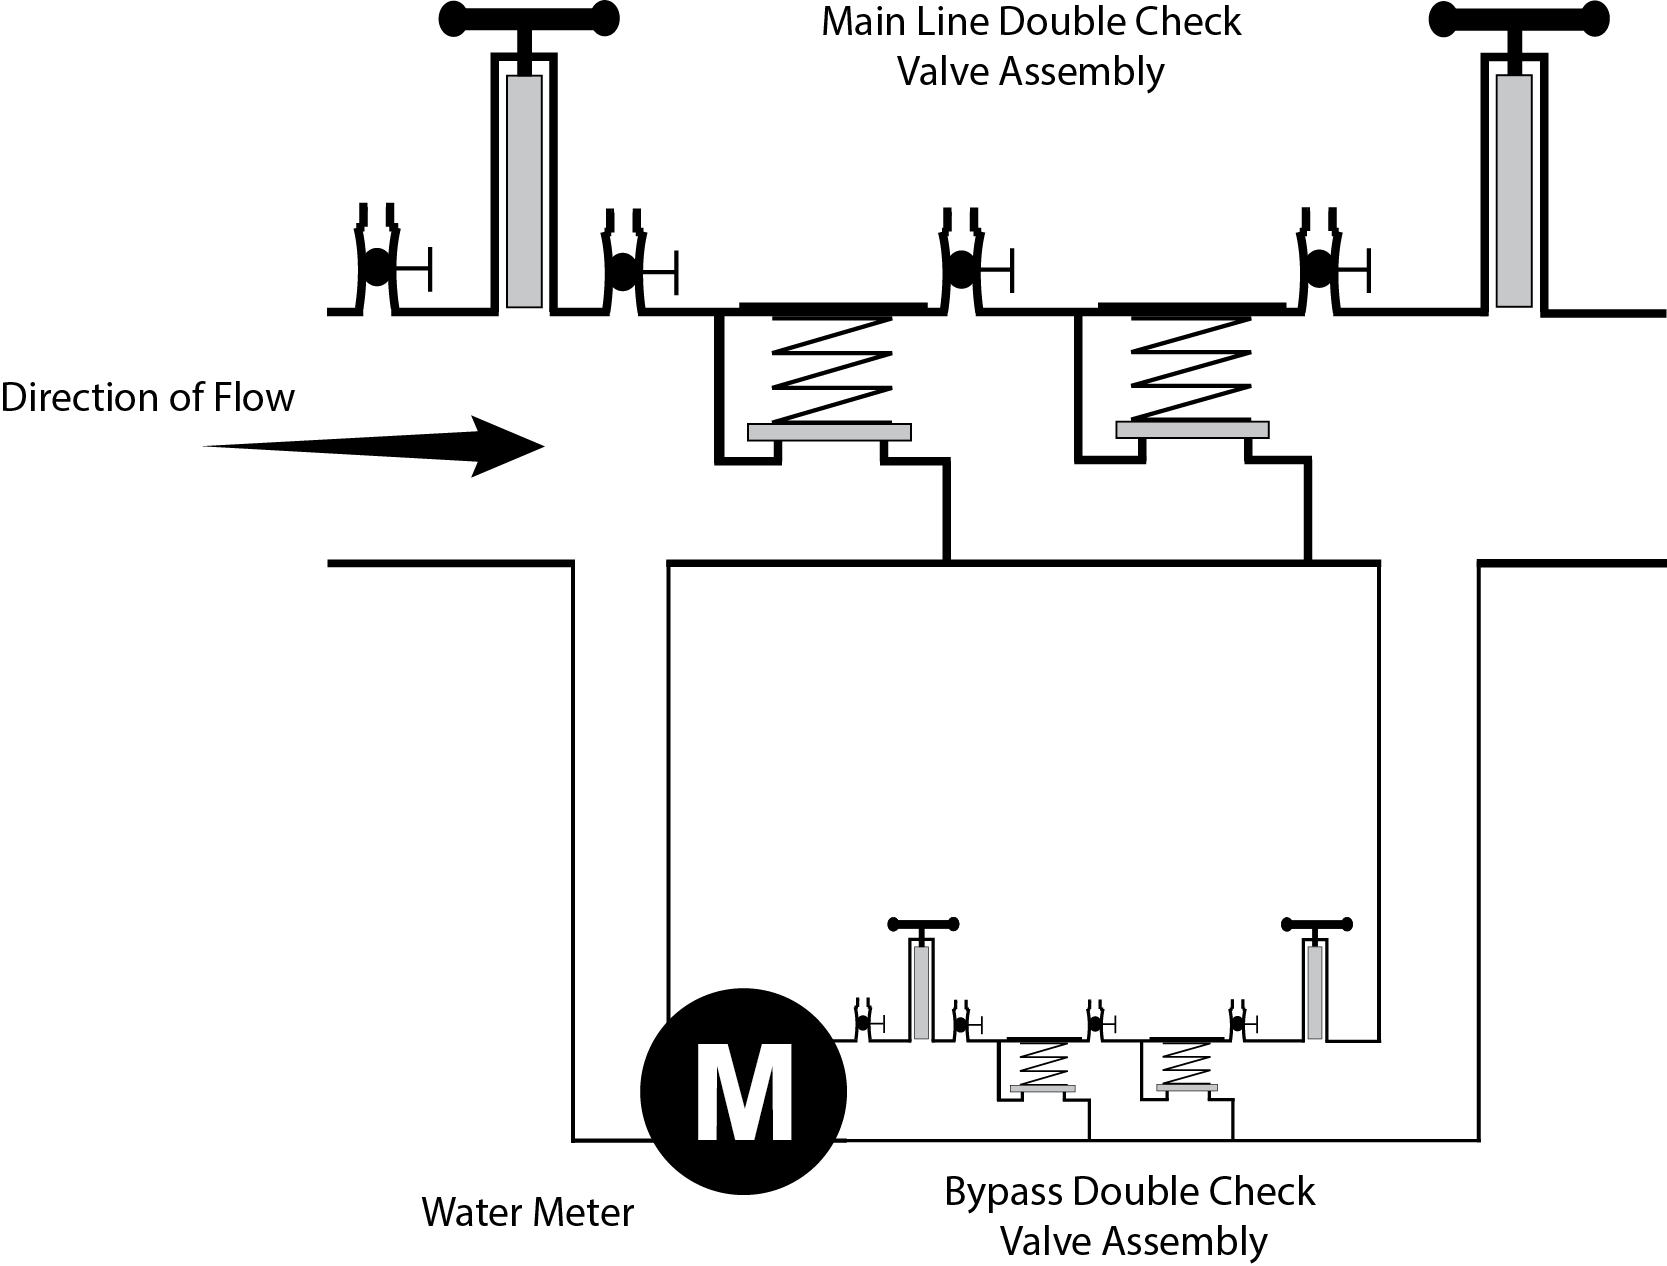 Main Line Double Check
Valve Assembly
Direction of Flow
M
Water Meter
Bypass Double Check
Valve Assembly